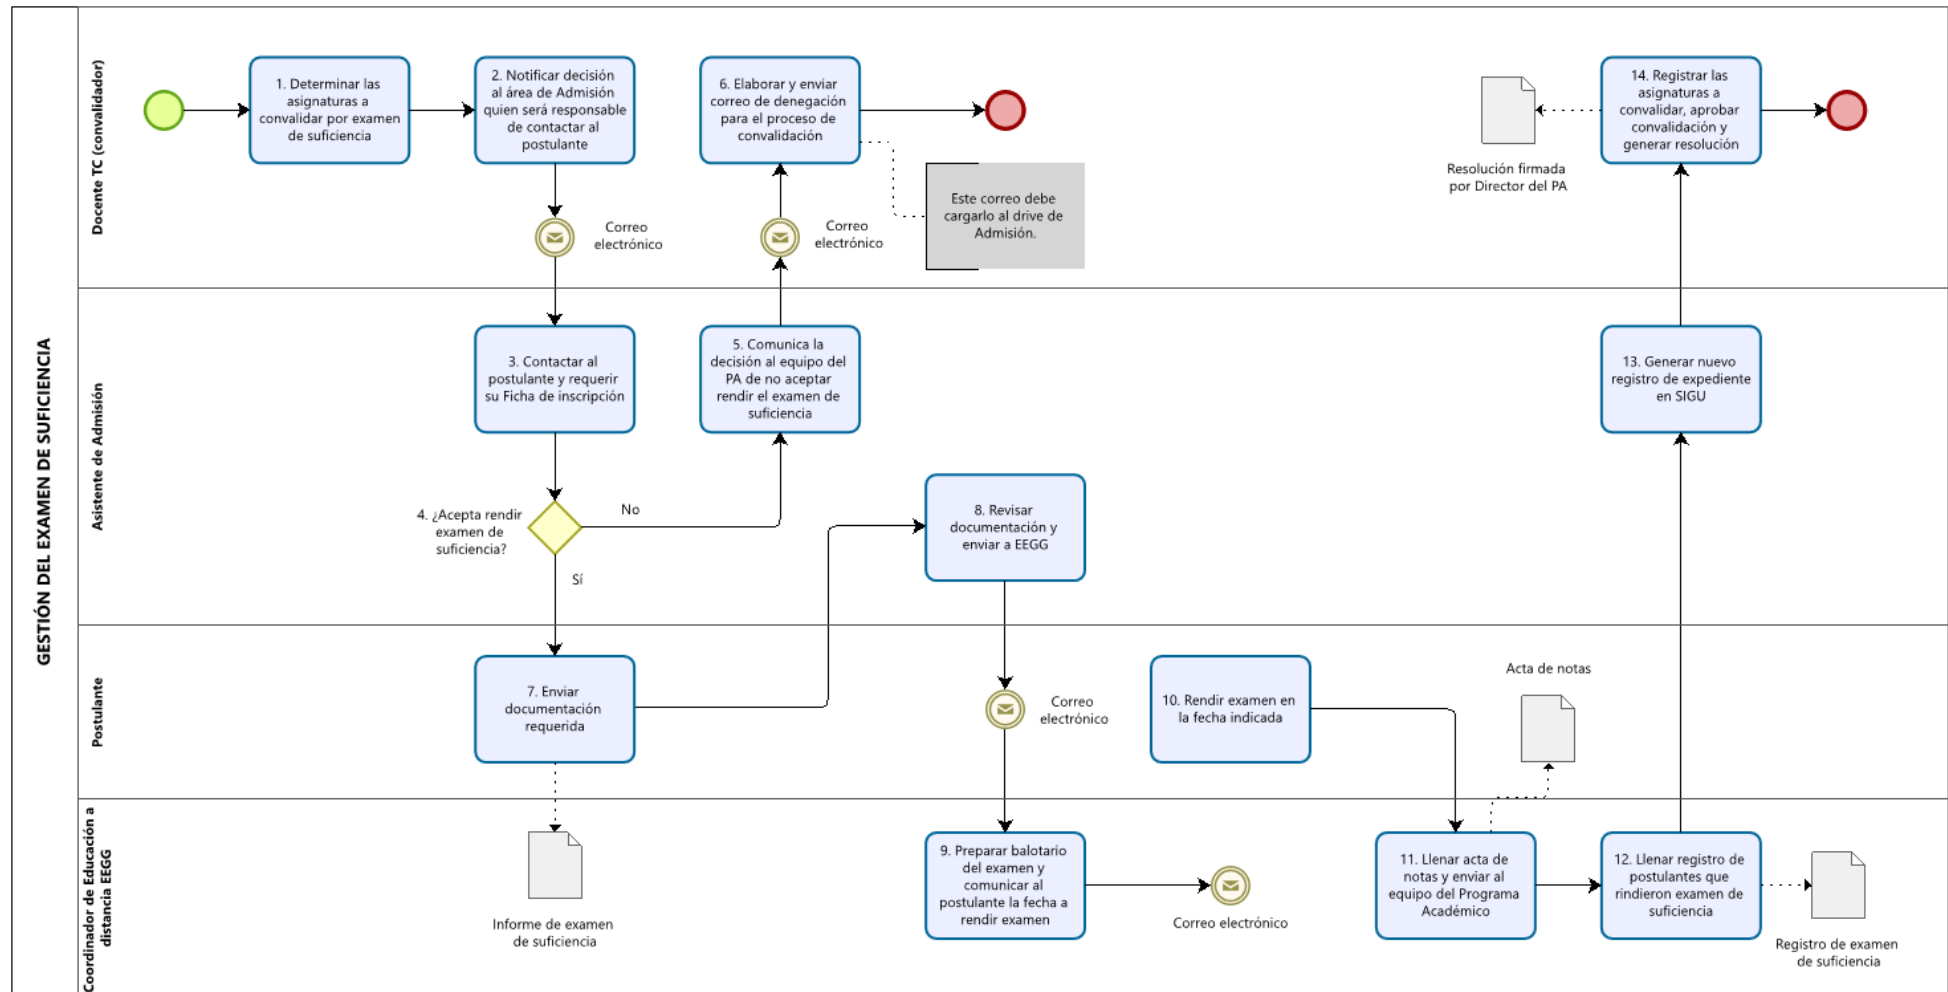 GESTIÓN DEL EXAMEN DE SUFICIENCIA
Docente TC (convalidador)
1. Determinar las
asignaturas a
convalidar por examen
de suficiencia
2. Notificar decisión
al área de Admisión
quien será responsable
de contactar al
postulante
Correo
electrónico
6. Elaborar y enviar
correo de denegación
para el proceso de
convalidación
Correo
electrónico
Este correo debe
cargarlo al drive de
Admisión.
Resolución firmada
por Director del PA
14. Registrar las
asignaturas a
convalidar, aprobar
convalidación y
generar resolución
Asistente de Admisión
3. Contactar al
postulante y requerir
su Ficha de inscripción
4. ¿Acepta rendir
examen de
suficiencia?
No
Sí
5. Comunica la
decisión al equipo del
PA de no aceptar
rendir el examen de
suficiencia
8. Revisar
documentación y
enviar a EEGG
13. Generar nuevo
registro de expediente
en SIGU
Postulante
7. Enviar
documentación
requerida
Correo
electrónico
10. Rendir examen en
la fecha indicada
Acta de notas
Coordinador de Educación a
distancia EEGG
Informe de examen
de suficiencia
9. Preparar balotario
del examen y
comunicar al
postulante la fecha a
rendir examen
Correo electrónico
11. Llenar acta de
notas y enviar al
equipo del Programa
Académico
12. Llenar registro de
postulantes que
rindieron examen de
suficiencia
Registro de examen
de suficiencia